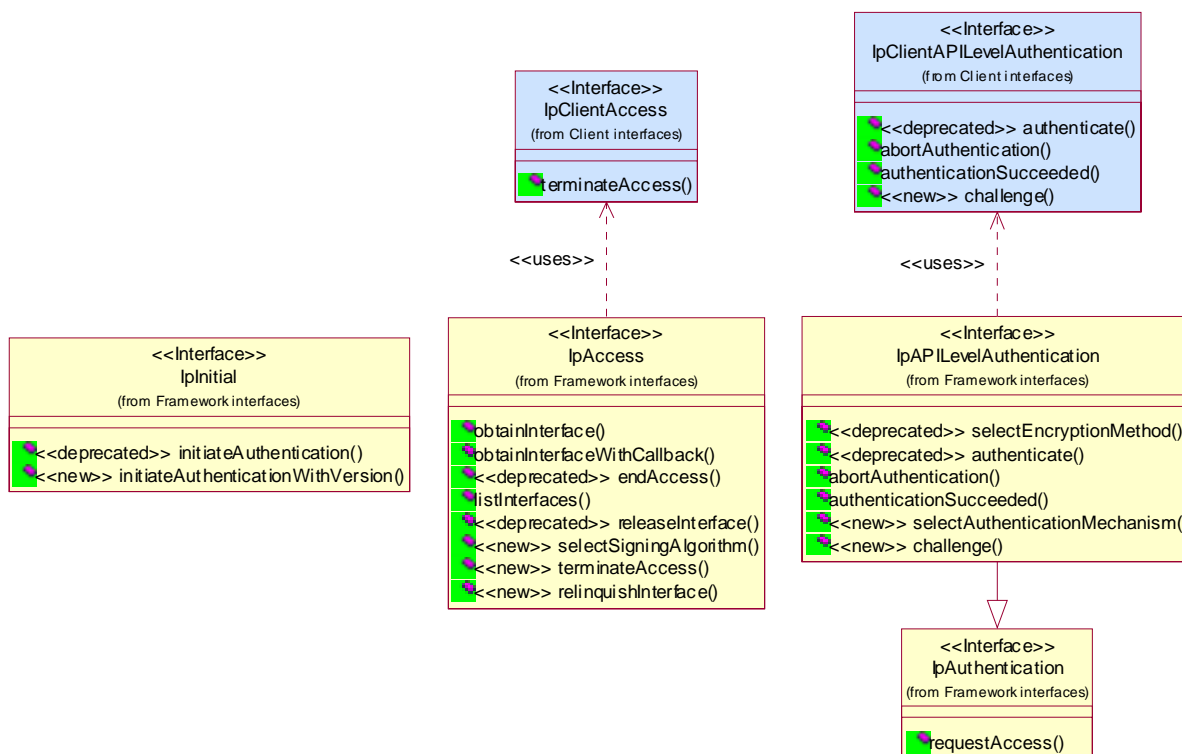 <<Interface>>
IpClientAPILevelAuthentication
(from Client interfaces)
<<deprecated>> authenticate()
abortAuthentication()
authenticationSucceeded()
<<new>> challenge()
<<Interface>>
IpClientAccess
(from Client interfaces)
terminateAccess()
<<uses>>
<<uses>>
<<Interface>>
IpInitial
(from Framework interfaces)
<<deprecated>> initiateAuthentication()
<<new>> initiateAuthenticationWithVersion()
<<Interface>>
IpAccess
(from Framework interfaces)
obtainInterface()
obtainInterfaceWithCallback()
<<deprecated>> endAccess()
listInterfaces()
<<deprecated>> releaseInterface()
<<new>> selectSigningAlgorithm()
<<new>> terminateAccess()
<<new>> relinquishInterface()
<<Interface>>
IpAPILevelAuthentication
(from Framework interfaces)
<<deprecated>> selectEncryptionMethod()
<<deprecated>> authenticate()
abortAuthentication()
authenticationSucceeded()
<<new>> selectAuthenticationMechanism(
<<new>> challenge()
<<Interface>>
IpAuthentication
(from Framework interfaces)
requestAccess()